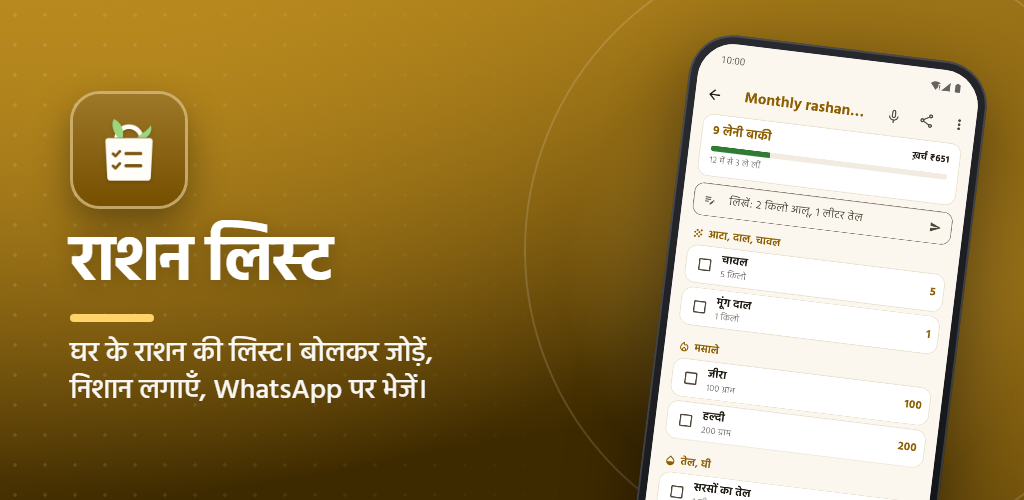 राशन लिस्ट
घर के राशन की लिस्ट। बोलकर जोड़ें,
निशान लगाएँ, WhatsApp पर भेजें।
10:00
Monthly rashan...
9 लेनी बाकी
ख़र्च ₹651
12 में से 3 ले लीं
लिखें: 2 किलो आलू, 1 लीटर तेल
आटा, दाल, चावल
चावल
5 किलो
5
मूंग दाल
1 किलो
1
मसाले
जीरा
100 ग्राम
100
हल्दी
200 ग्राम
200
तेल, घी
सरसों का तेल